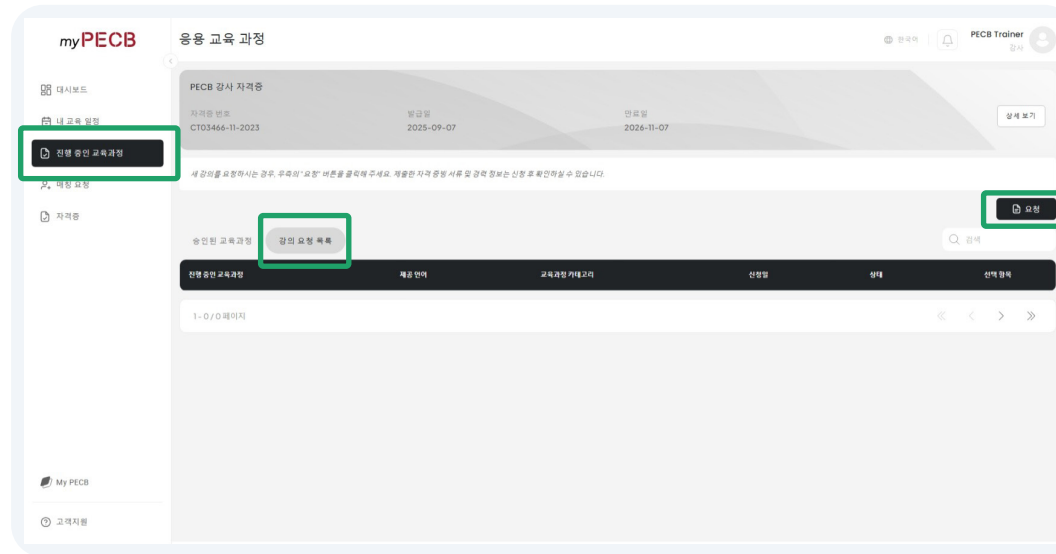 myPECB
응용 교육 과정
한국어
PECB Trainer
강사
대시보드
내 교육 일정
진행 중인 교육과정
매칭 요청
자격증
PECB 강사 자격증
자격증 번호
발급일
만료일
CT03466-11-2023
2025-09-07
2026-11-07
상세 보기
새 강의를 요청하시는 경우, 우측의 "요청" 버튼을 클릭해 주세요. 제출한 자격 증빙 서류 및 경력 정보는 신청 후 확인하실 수 있습니다.
요청
승인된 교육과정
강의 요청 목록
검색
진행 중인 교육과정
제공 언어
교육과정 카테고리
신청일
상태
선택 항목
1 - 0 / 0 페이지
My PECB
고객지원